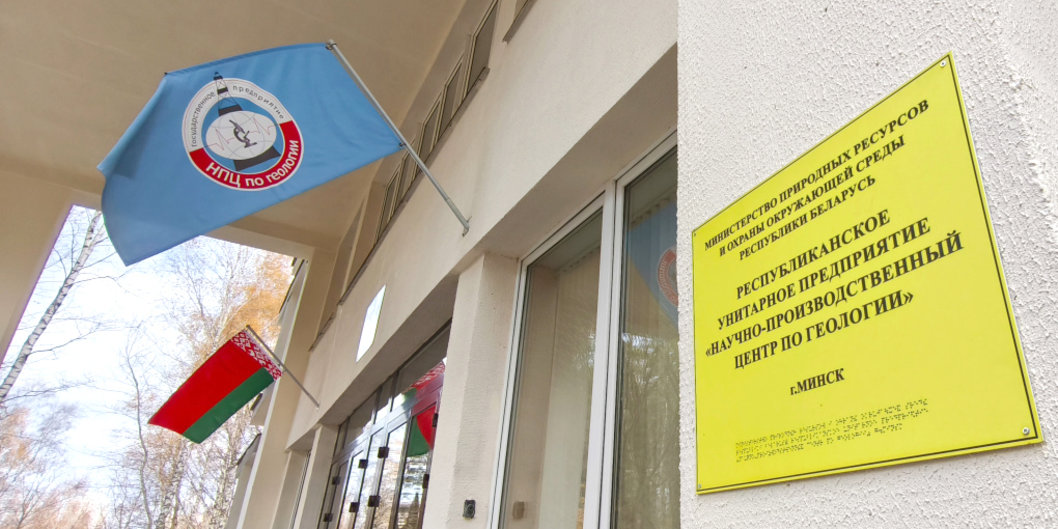 государственное предприятие
НПЦ по геологии
МИНИСТЕРСТВО ПРИРОДНЫХ РЕСУРСОВ
И ОХРАНЫ ОКРУЖАЮЩЕЙ СРЕДЫ
РЕСПУБЛИКИ БЕЛАРУСЬ
РЕСПУБЛИКАНСКОЕ
УНИТАРНОЕ ПРЕДПРИЯТИЕ
«НАУЧНО-ПРОИЗВОДСТВЕННЫЙ
ЦЕНТР ПО ГЕОЛОГИИ»
г.МИНСК